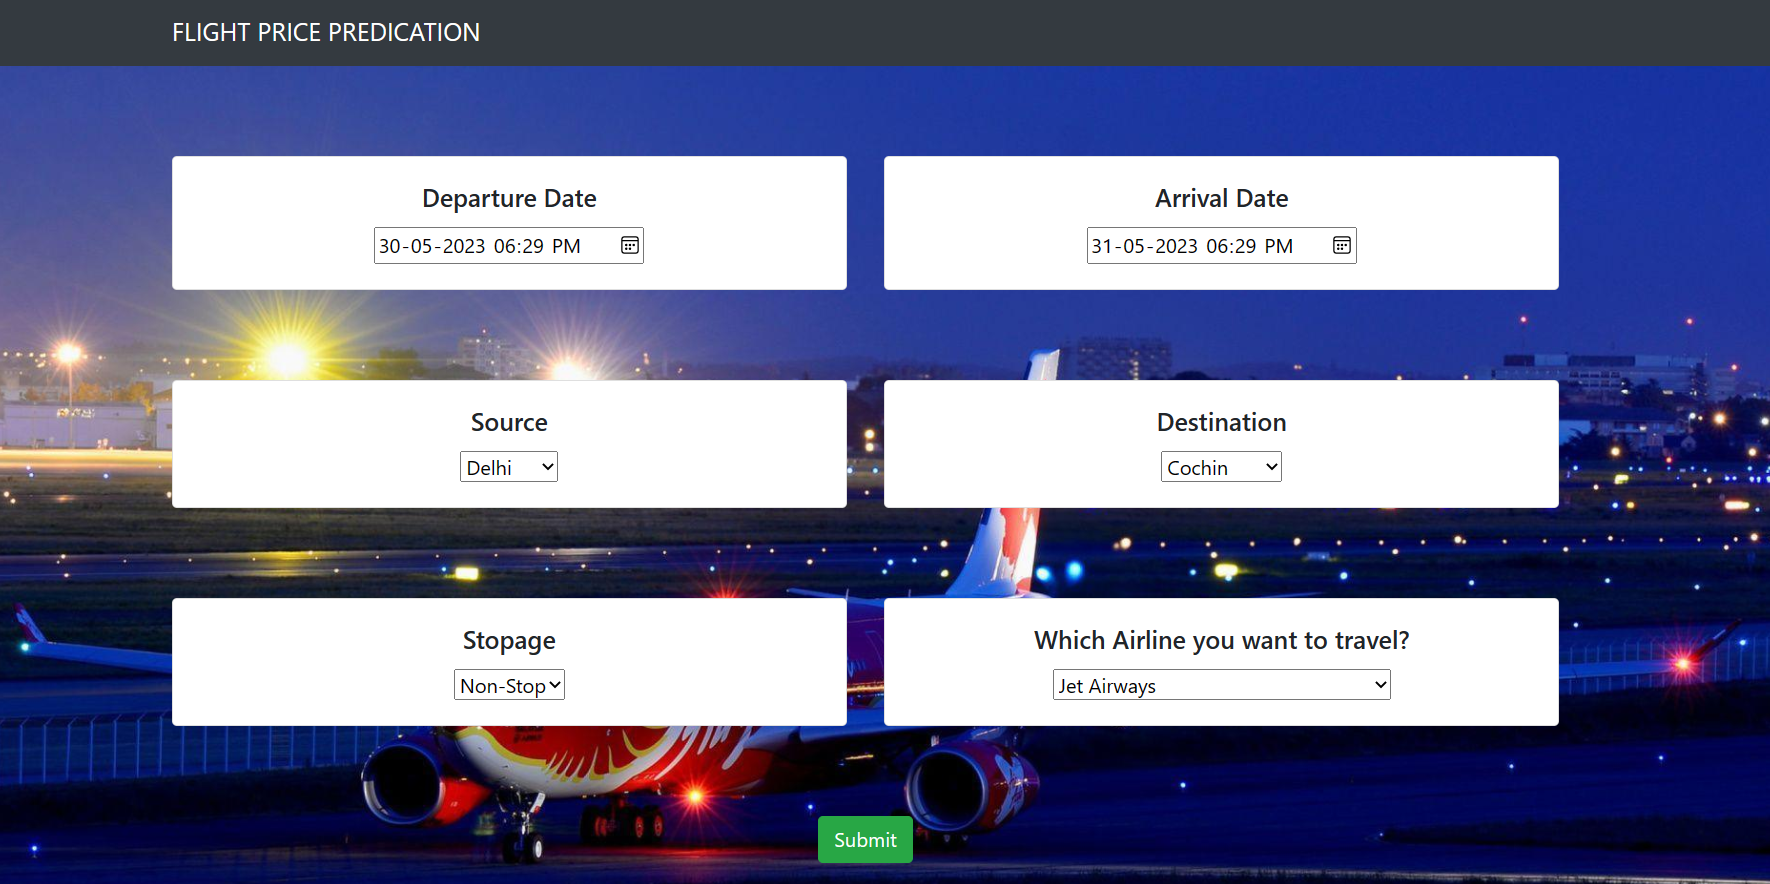 FLIGHT PRICE PREDICATION
Departure Date
30-05-2023 06:29 PM
Arrival Date
31-05-2023 06:29 PM
Source
Delhi
Destination
Cochin
Stopage
Non-Stop
Which Airline you want to travel?
Jet Airways
Submit